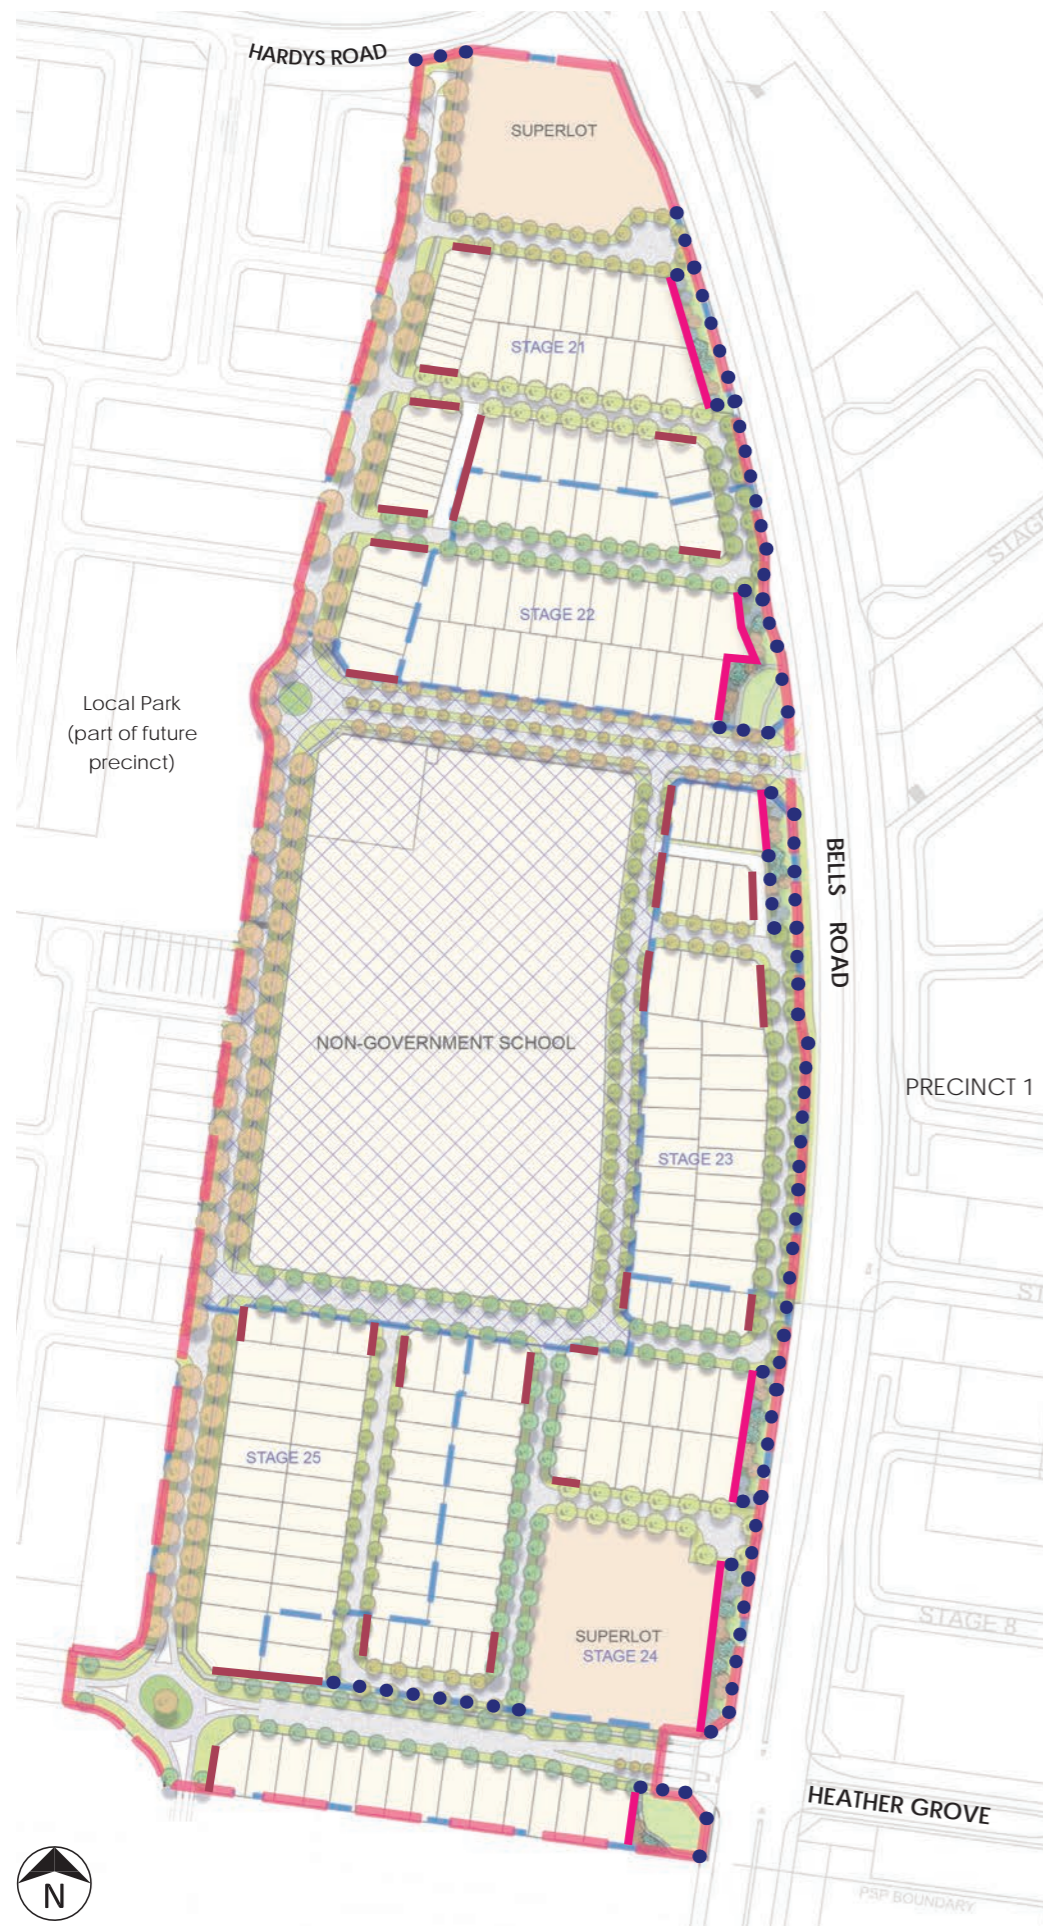 HARDYS ROAD
SUPERLOT
STAGE 21
STAGE 22
Local Park
(part of future
precinct)
BELLS ROAD
NON-GOVERNMENT SCHOOL
PRECINCT 1
STAGE 23
STAGE 25
STAGE 8
SUPERLOT
STAGE 24
HEATHER GROVE
PSP BOUNDARY
N